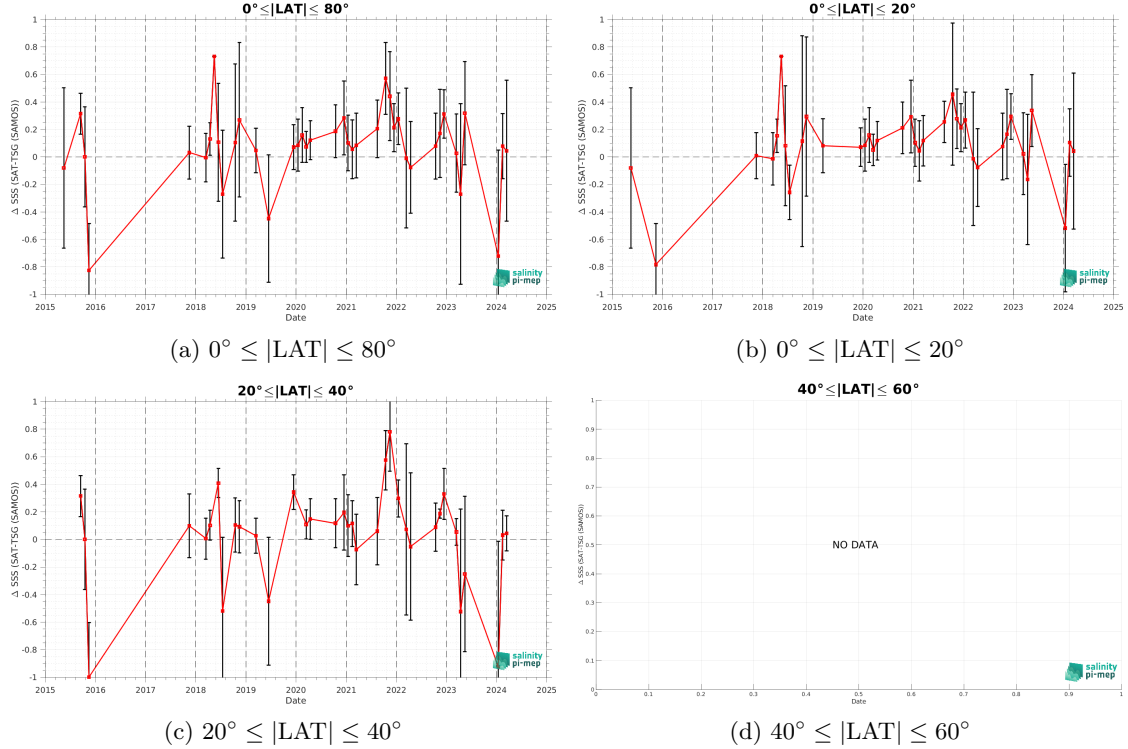 0°≤|LAT|≤ 80°
1
0.8
0.6
0.4
0.2
0
-0.2
-0.4
-0.6
-0.8
-1
Δ SSS (SAT-TSG (SAMOS))
2015 2016 2017 2018 2019 2020 2021 2022 2023 2024 2025
Date
salinity
pi-mep
(a) 0° ≤ |LAT| ≤ 80°
0°≤|LAT|≤ 20°
1
0.8
0.6
0.4
0.2
0
-0.2
-0.4
-0.6
-0.8
-1
Δ SSS (SAT-TSG (SAMOS))
2015 2016 2017 2018 2019 2020 2021 2022 2023 2024 2025
Date
salinity
pi-mep
(b) 0° ≤ |LAT| ≤ 20°
20°≤|LAT|≤ 40°
1
0.8
0.6
0.4
0.2
0
-0.2
-0.4
-0.6
-0.8
-1
Δ SSS (SAT-TSG (SAMOS))
2015 2016 2017 2018 2019 2020 2021 2022 2023 2024 2025
Date
salinity
pi-mep
(c) 20° ≤ |LAT| ≤ 40°
40°≤|LAT|≤ 60°
1
0.9
0.8
0.7
0.6
0.5
0.4
0.3
0.2
0.1
0
Δ SSS (SAT-TSG (SAMOS))
NO DATA
0 0.1 0.2 0.3 0.4 0.5 0.6 0.7 0.8 0.9 1
Date
salinity
pi-mep
(d) 40° ≤ |LAT| ≤ 60°